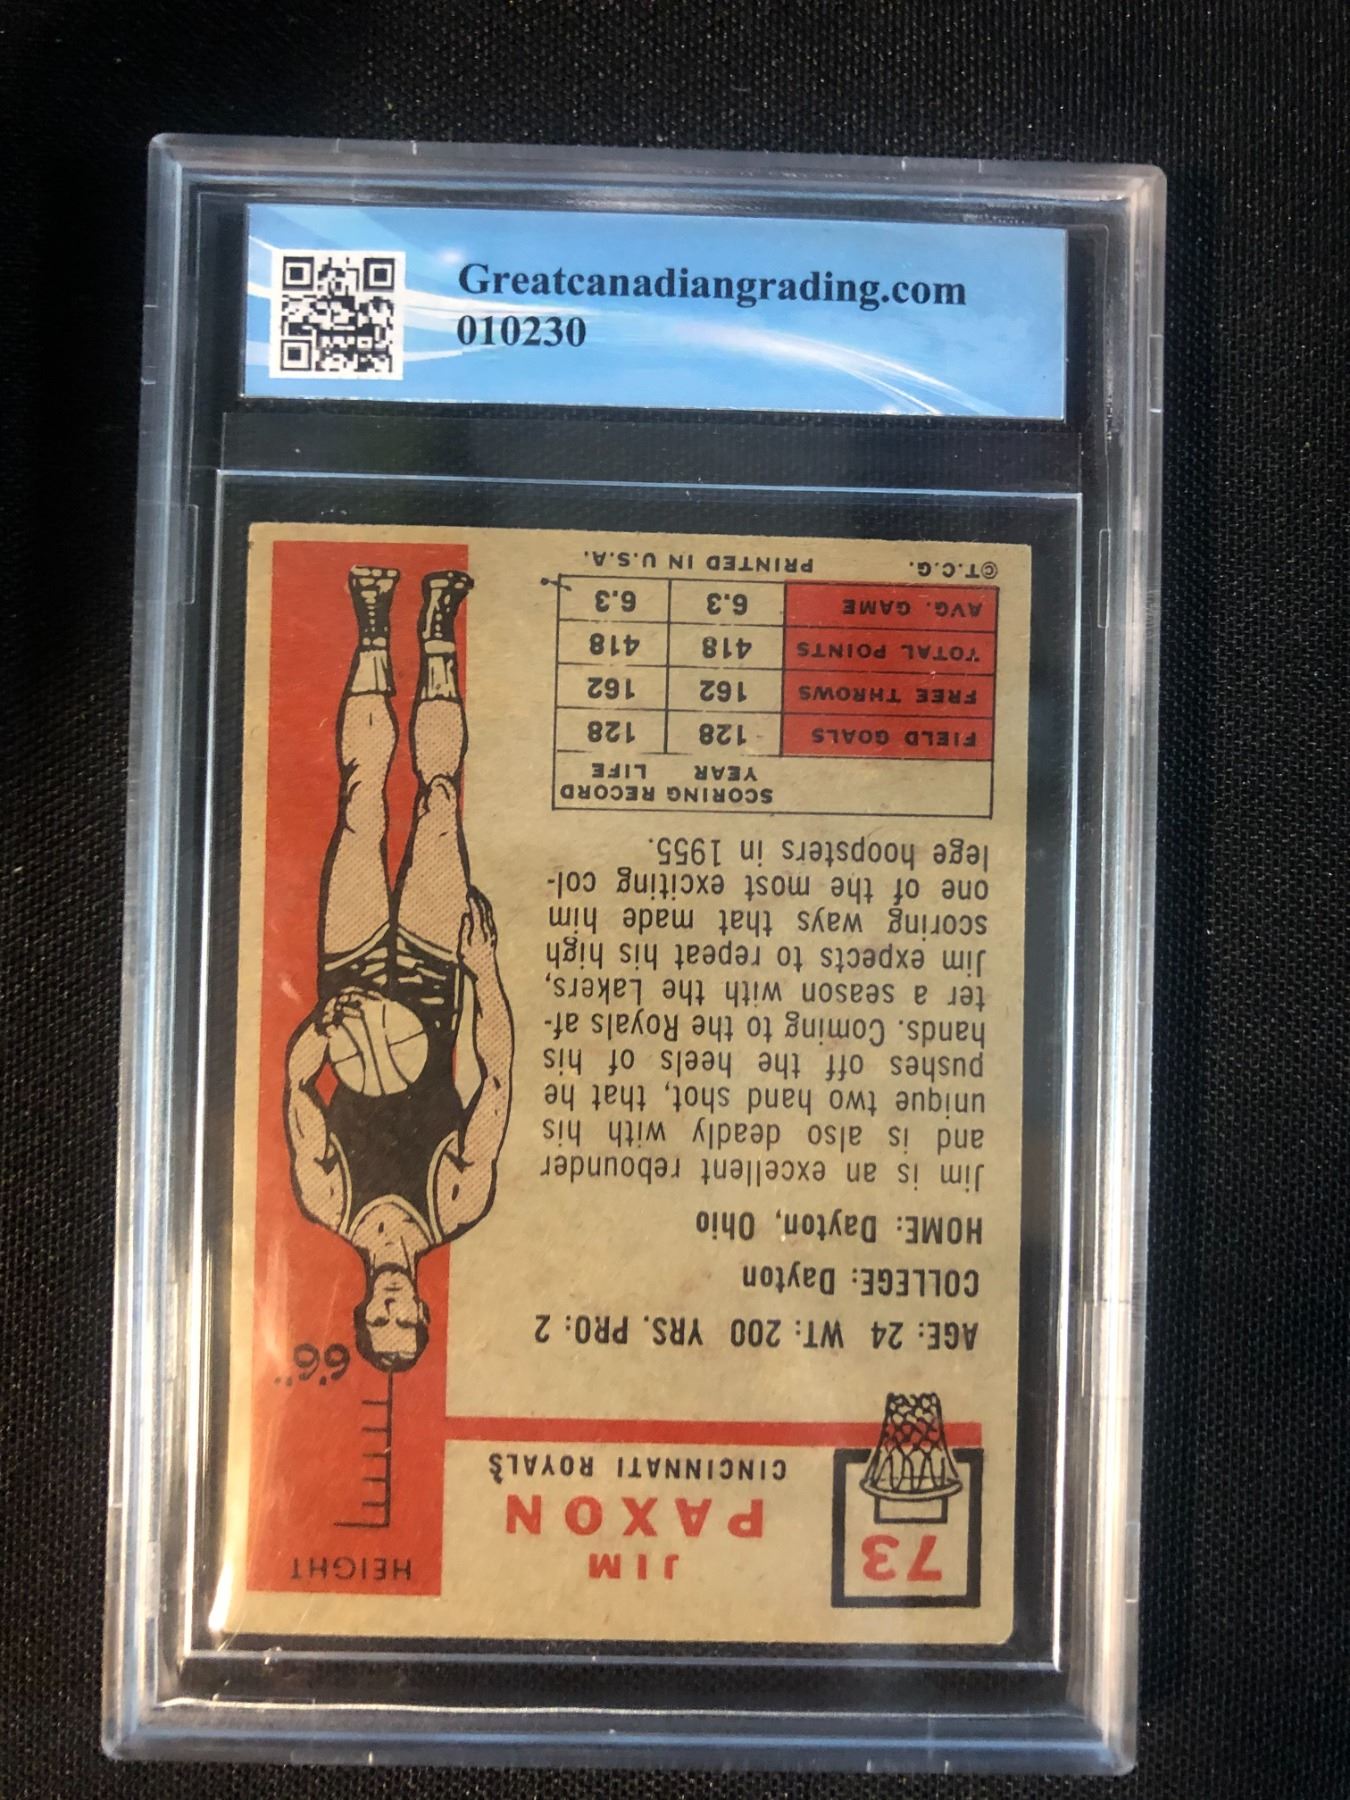 Greatcanadiangrading.com
010230
73
JIM
PAXON
CINCINNATI ROYALS
HEIGHT
6'6"
AGE: 24 WT: 200 YRS. PRO: 2
COLLEGE: Dayton
HOME: Dayton, Ohio
Jim is an excellent rebounder
and is also deadly with his
unique two hand shot, that he
pushes off the heels of his
hands. Coming to the Royals af-
ter a season with the Lakers,
Jim expects to repeat his high
scoring ways that made him
one of the most exciting col-
lege hoopsters in 1955.
SCORING RECORD
YEAR LIFE
FIELD GOALS 128 128
FREE THROWS 162 162
TOTAL POINTS 418 418
AVG. GAME 6.3 6.3
©T.C.G. PRINTED IN U.S.A.